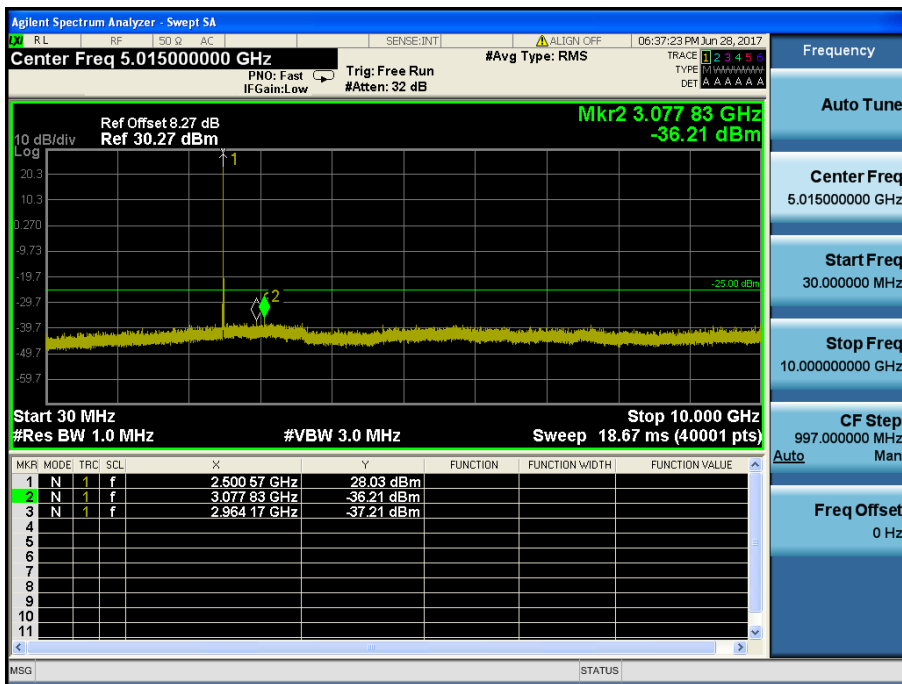 Agilent Spectrum Analyzer - Swept SA
LXI RL RF 50 Ω AC SENSE:INT ALIGN OFF 06:37:23 PM Jun 28, 2017
Center Freq 5.015000000 GHz
#Avg Type: RMS
TRACE 1 2 3 4 5 6
PNO: Fast
Trig: Free Run
TYPE M WWWWW
IFGain:Low
#Atten: 32 dB
DET A A A A A A
Mkr2 3.077 83 GHz
-36.21 dBm
Ref Offset 8.27 dB
10 dB/div Ref 30.27 dBm
Log
1
20.3
10.3
0.270
-9.73
-19.7
-25.00 dBm
2
-29.7
-39.7
-49.7
-59.7
Start 30 MHz Stop 10.000 GHz
#Res BW 1.0 MHz #VBW 3.0 MHz Sweep 18.67 ms (40001 pts)
MKR MODE TRC SCL X Y FUNCTION FUNCTION WIDTH FUNCTION VALUE
1 N 1 f 2.500 57 GHz 28.03 dBm
2 N 1 f 3.077 83 GHz -36.21 dBm
3 N 1 f 2.964 17 GHz -37.21 dBm
4
5
6
7
8
9
10
11
MSG STATUS
Frequency
Auto Tune
Center Freq
5.015000000 GHz
Start Freq
30.000000 MHz
Stop Freq
10.000000000 GHz
CF Step
997.000000 MHz
Auto Man
Freq Offset
0 Hz